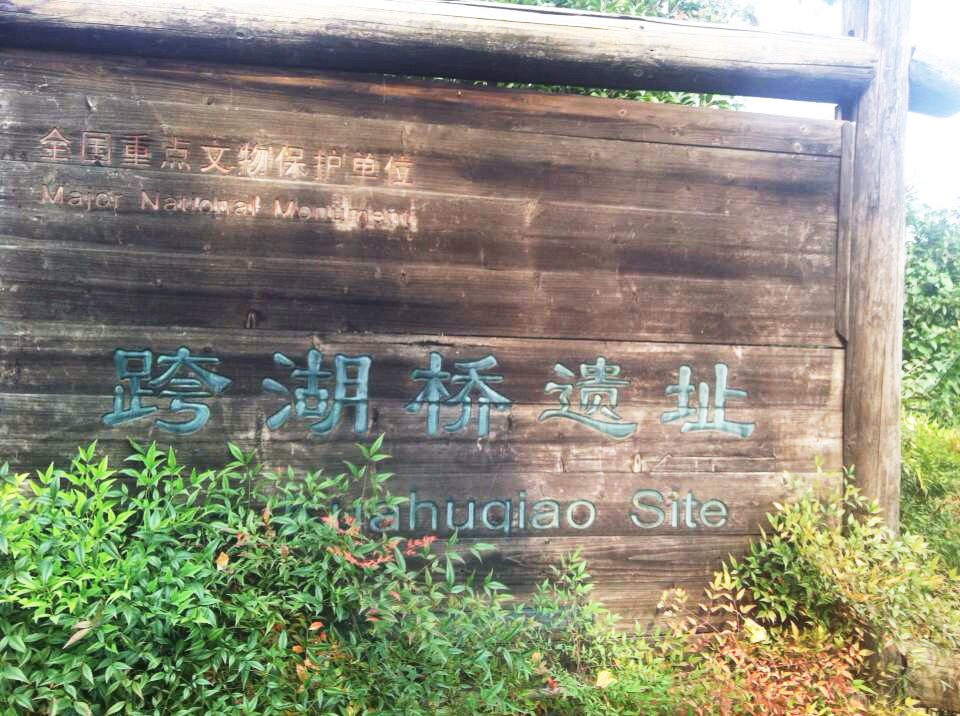 全国重点文物保护单位
Major National Monument
跨湖桥遗址
Kuahuqiao Site